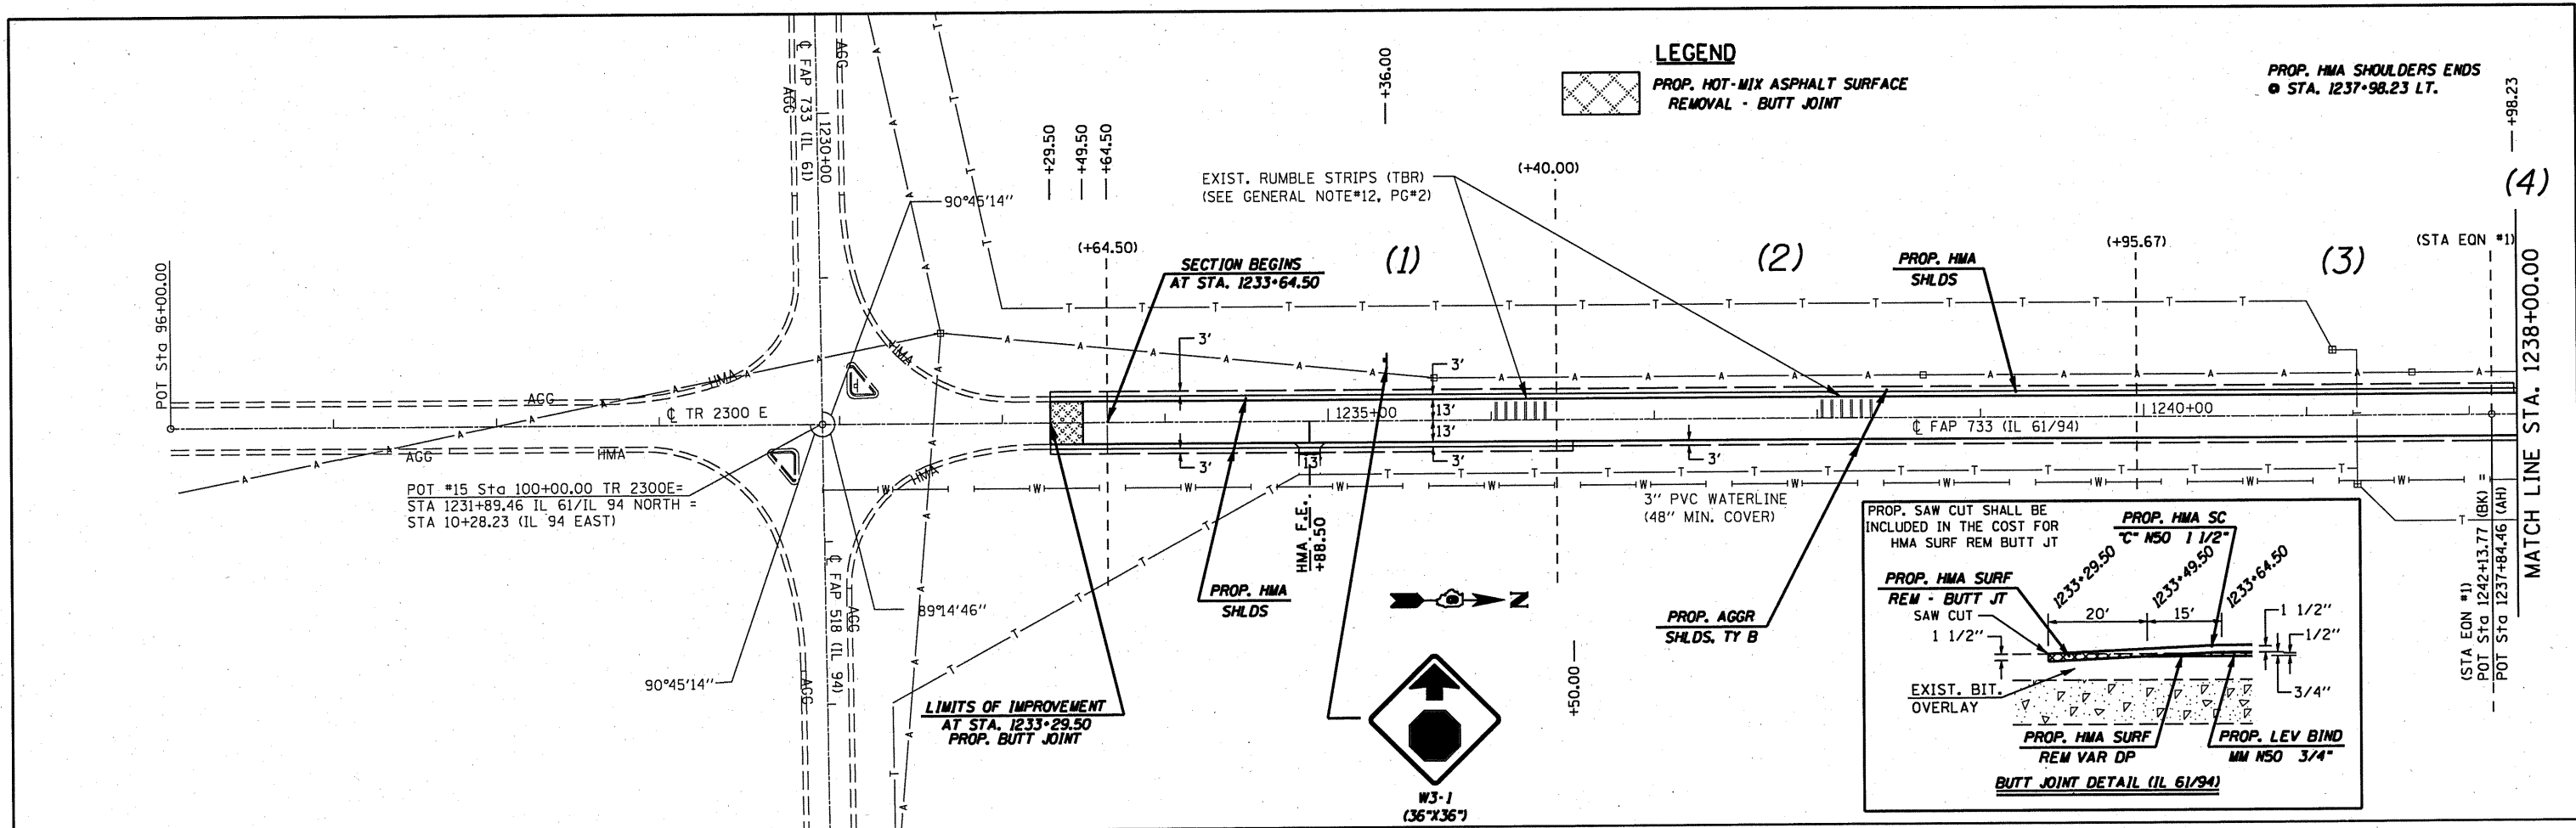 LEGEND
PROP. HOT-MIX ASPHALT SURFACE
REMOVAL - BUTT JOINT
PROP. HMA SHOULDERS ENDS
@ STA. 1237+98.23 LT.
+98.23
+36.00
(4)
AGG
℄ FAP 733 (IL 61)
AGG
1230+00
+29.50
+49.50
+64.50
90°45'14"
EXIST. RUMBLE STRIPS (TBR)
(SEE GENERAL NOTE#12, PG#2)
(+40.00)
(+64.50)
SECTION BEGINS
AT STA. 1233+64.50
(1)
(2)
PROP. HMA
SHLDS
(+95.67)
(3)
(STA EQN #1)
MATCH LINE STA. 1238+00.00
POT Sta 96+00.00
HMA
HMA
AGG
℄ TR 2300 E
AGG
HMA
HMA
3'
3'
1235+00
13'
13'
3'
3'
13'
3'
1240+00
℄ FAP 733 (IL 61/94)
POT #15 Sta 100+00.00 TR 2300E=
STA 1231+89.46 IL 61/IL 94 NORTH =
STA 10+28.23 (IL 94 EAST)
HMA F.E.
+88.50
3" PVC WATERLINE
(48" MIN. COVER)
PROP. HMA
SHLDS
N
PROP. AGGR
SHLDS, TY B
+50.00
89°14'46"
90°45'14"
℄ FAP 518 (IL 94)
AGG
AGG
LIMITS OF IMPROVEMENT
AT STA. 1233+29.50
PROP. BUTT JOINT
W3-1
(36"X36")
PROP. SAW CUT SHALL BE
INCLUDED IN THE COST FOR
HMA SURF REM BUTT JT
PROP. HMA SC
"C" N50 1 1/2"
1233+29.50
1233+49.50
1233+64.50
PROP. HMA SURF
REM - BUTT JT
SAW CUT
20'
15'
1 1/2"
1 1/2"
1/2"
3/4"
EXIST. BIT.
OVERLAY
PROP. HMA SURF
REM VAR DP
PROP. LEV BIND
MM N50 3/4"
BUTT JOINT DETAIL (IL 61/94)
(STA EQN #1)
POT Sta 1242+13.77 (BK) =
POT Sta 1237+84.46 (AH)